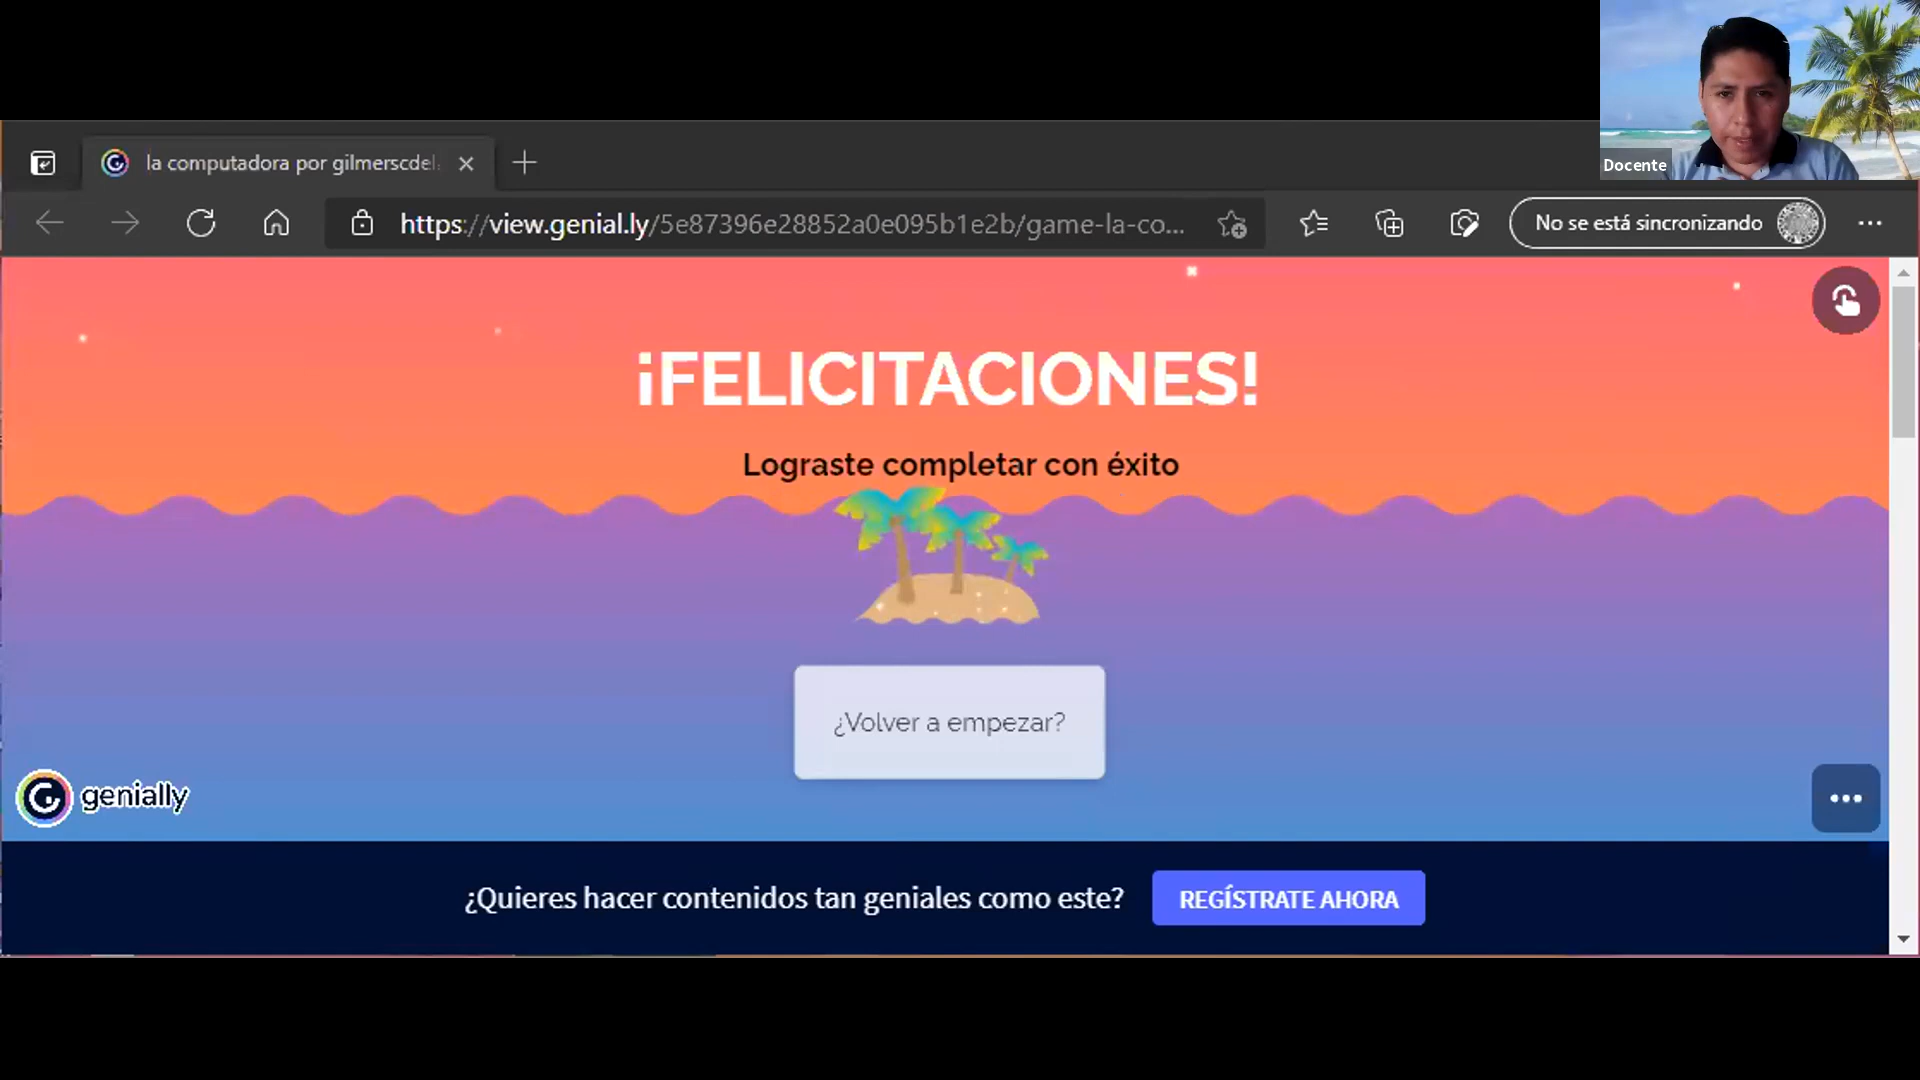 Docente
la computadora por gilmerscdel
https://view.genial.ly/5e87396e28852a0e095b1e2b/game-la-co...
No se está sincronizando
¡FELICITACIONES!
Lograste completar con éxito
¿Volver a empezar?
genially
¿Quieres hacer contenidos tan geniales como este?
REGÍSTRATE AHORA